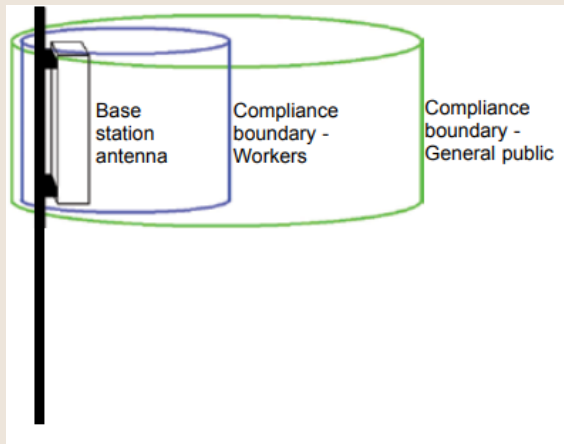 Base
station
antenna
Compliance
boundary -
Workers
Compliance
boundary -
General public